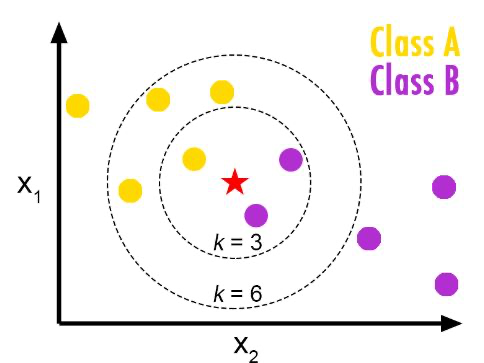 Class A
Class B
x1
k = 3
k = 6
x2